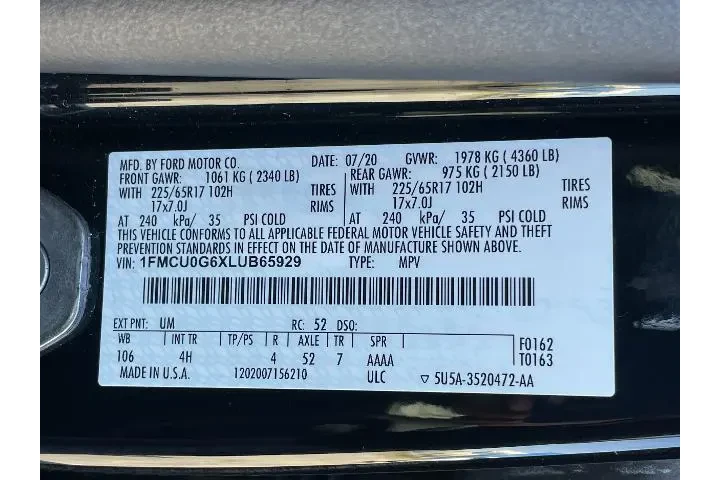 MFD. BY FORD MOTOR CO. DATE: 07/20 GVWR: 1978 KG ( 4360 LB)
FRONT GAWR: 1061 KG ( 2340 LB) REAR GAWR: 975 KG ( 2150 LB)
WITH 225/65R17 102H TIRES WITH 225/65R17 102H TIRES
17x7.0J RIMS 17x7.0J RIMS
AT 240 kPa/ 35 PSI COLD AT 240 kPa/ 35 PSI COLD
THIS VEHICLE CONFORMS TO ALL APPLICABLE FEDERAL MOTOR VEHICLE SAFETY AND THEFT
PREVENTION STANDARDS IN EFFECT ON THE DATE OF MANUFACTURE SHOWN ABOVE.
VIN: 1FMCU0G6XLUB65929 TYPE: MPV
EXT PNT: UM RC: 52 DSO: F0162
WB INT TR TP/PS R AXLE TR SPR T0163
106 4H 4 52 7 AAAA
MADE IN U.S.A. 1202007156210 ULC ▽ 5U5A-3520472-AA